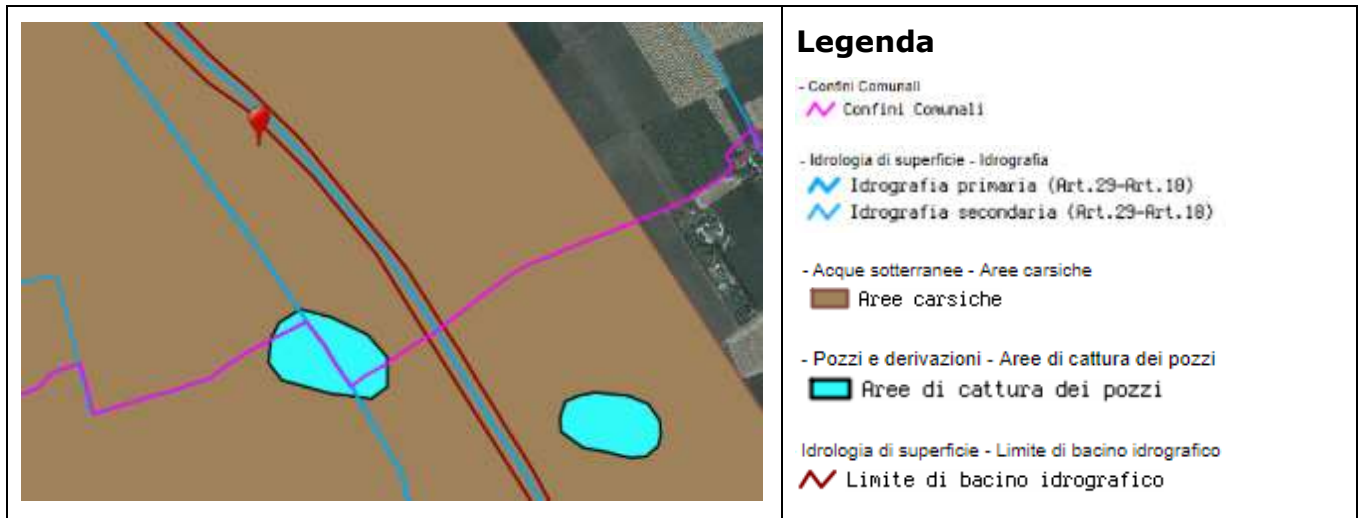 Legenda
- Confini Comunali
Confini Comunali
- Idrologia di superficie - Idrografia
Idrografia primaria (Art.29-Art.18)
Idrografia secondaria (Art.29-Art.18)
- Acque sotterranee - Aree carsiche
Aree carsiche
- Pozzi e derivazioni - Aree di cattura dei pozzi
Aree di cattura dei pozzi
Idrologia di superficie - Limite di bacino idrografico
Limite di bacino idrografico